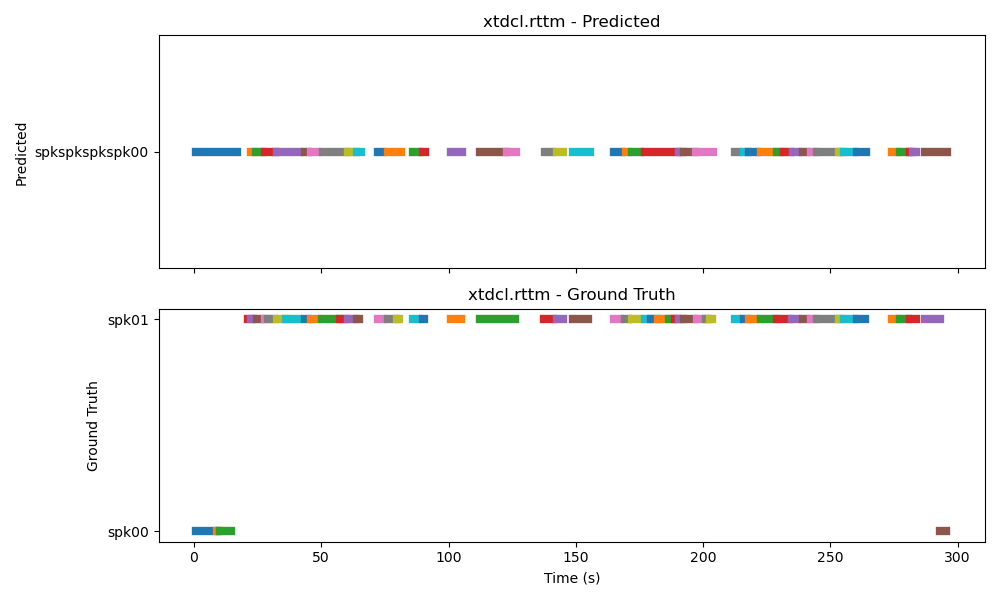 xtdcl.rttm - Predicted
Predicted
spkspkspkspk00
xtdcl.rttm - Ground Truth
Ground Truth
spk01
spk00
0 50 100 150 200 250 300
Time (s)